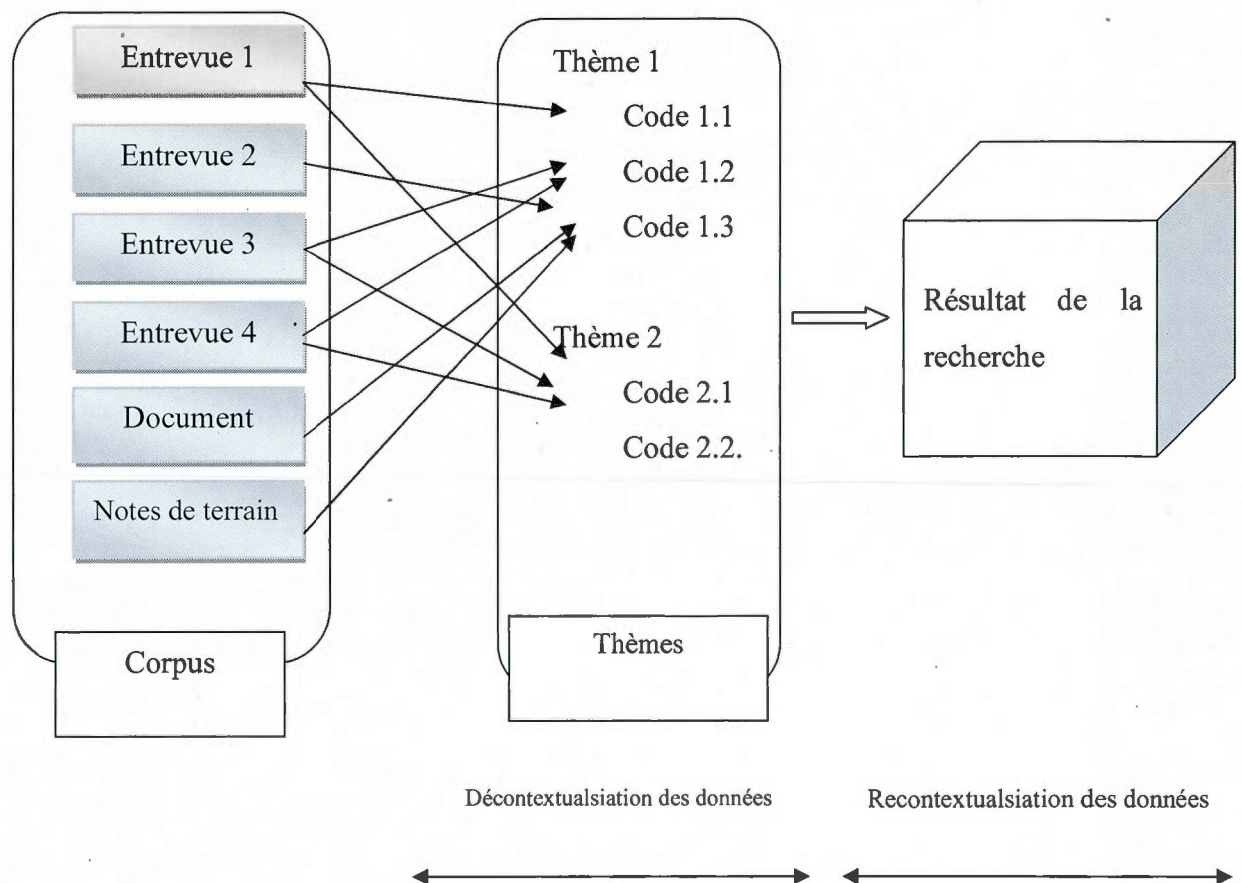 Entrevue 1
Entrevue 2
Entrevue 3
Entrevue 4
Document
Notes de terrain
Corpus
Thème 1
Code 1.1
Code 1.2
Code 1.3
Thème 2
Code 2.1
Code 2.2.
Thèmes
Résultat de la
recherche
Décontextualsiation des données
Recontextualsiation des données